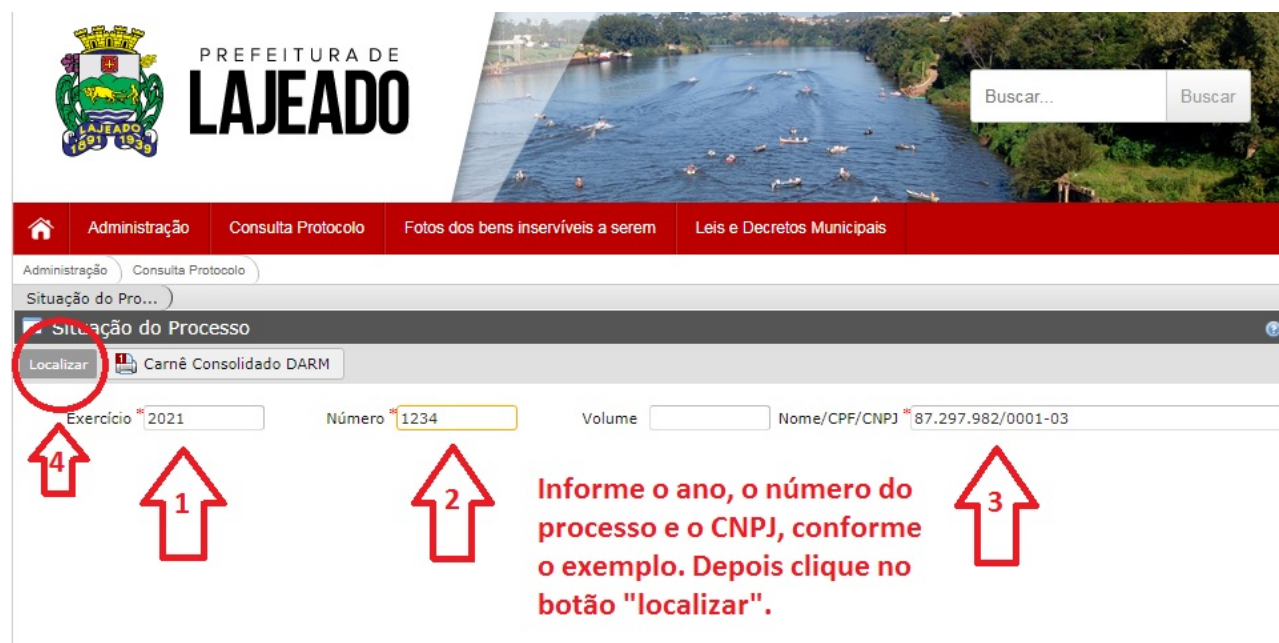 PREFEITURA DE
LAJEADO
LAJEADO
1891 1939
Buscar... Buscar
Administração Consulta Protocolo Fotos dos bens inservíveis a serem Leis e Decretos Municipais
Administração Consulta Protocolo
Situação do Pro...
Situação do Processo
Localizar 1 Carnê Consolidado DARM
Exercício *2021 Número *1234 Volume Nome/CPF/CNPJ *87.297.982/0001-03
4
1
2
3
Informe o ano, o número do
processo e o CNPJ, conforme
o exemplo. Depois clique no
botão "localizar".